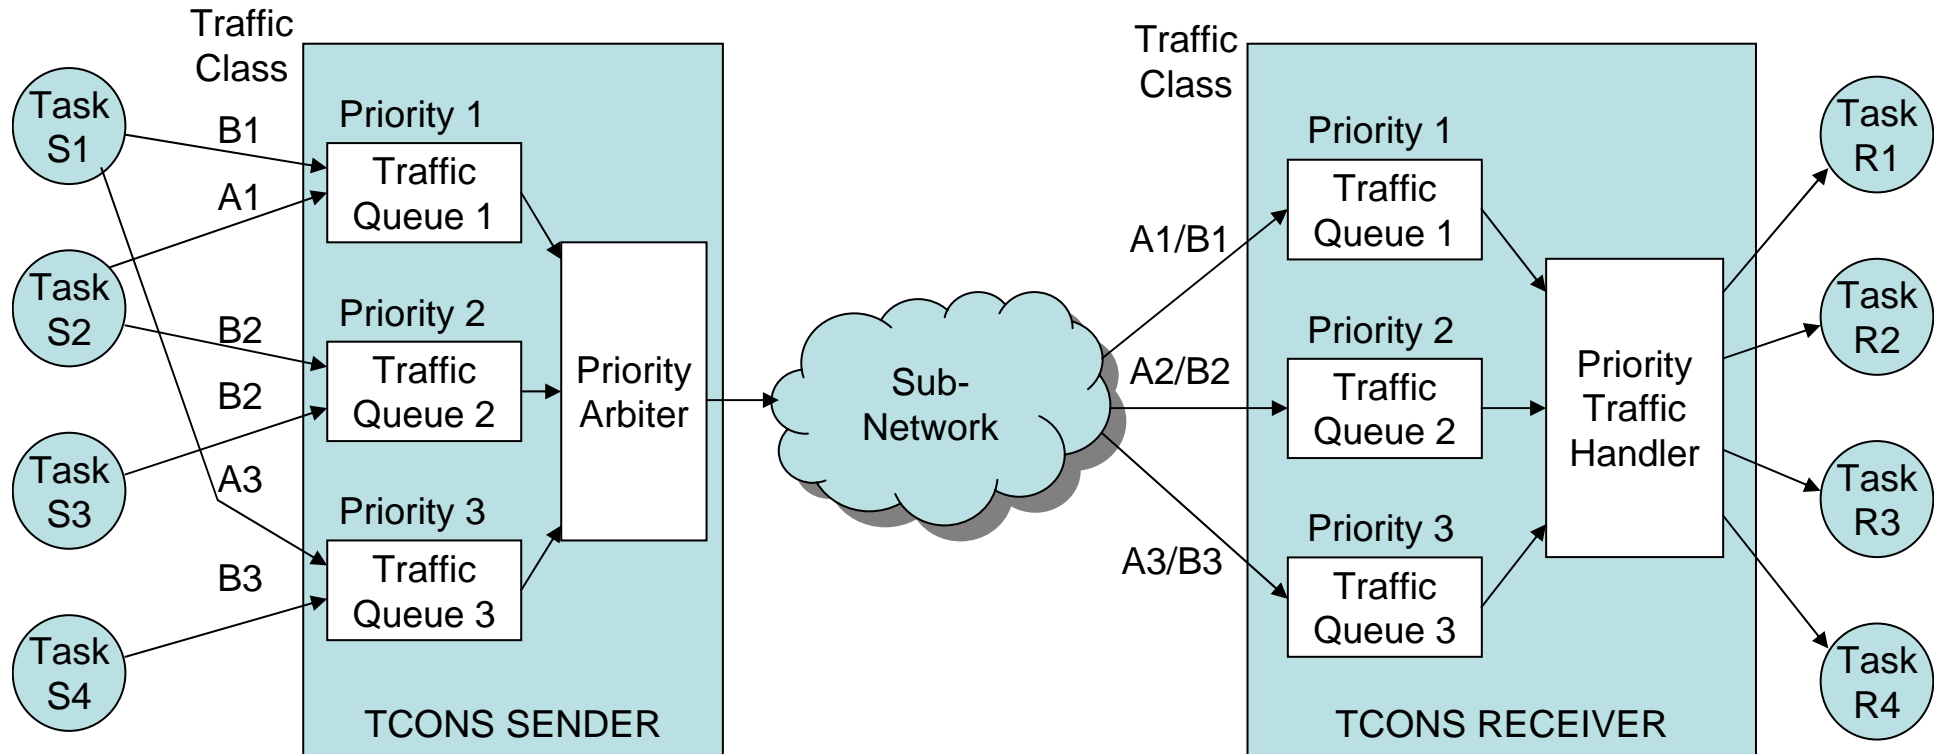 Traffic
Class
Task
S1
Task
S2
Task
S3
Task
S4
B1
A1
B2
B2
A3
B3
Priority 1
Traffic
Queue 1
Priority 2
Traffic
Queue 2
Priority 3
Traffic
Queue 3
Priority
Arbiter
TCONS SENDER
Sub-
Network
Traffic
Class
A1/B1
A2/B2
A3/B3
Priority 1
Traffic
Queue 1
Priority 2
Traffic
Queue 2
Priority 3
Traffic
Queue 3
Priority
Traffic
Handler
TCONS RECEIVER
Task
R1
Task
R2
Task
R3
Task
R4